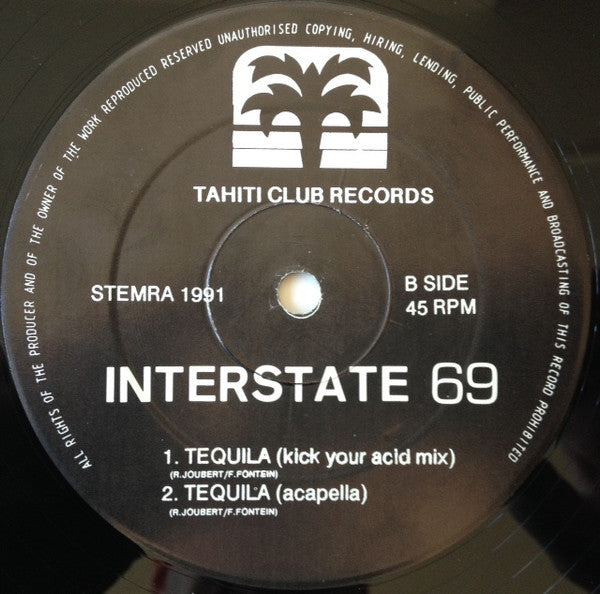 ALL RIGHTS OF THE PRODUCER AND OF THE OWNER OF THE WORK REPRODUCED RESERVED UNAUTHORISED COPYING, HIRING, LENDING, PUBLIC PERFORMANCE AND BROADCASTING OF THIS RECORD PROHIBITED
TAHITI CLUB RECORDS
STEMRA 1991
B SIDE
45 RPM
INTERSTATE 69
1. TEQUILA (kick your acid mix)
(R.JOUBERT/F.FONTEIN)
2. TEQUILA (acapella)
(R.JOUBERT/F.FONTEIN)